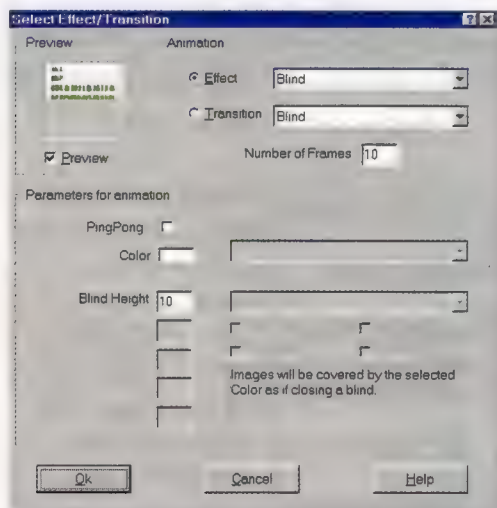 Select Effect/Transition
Preview
Animation
Effect
Blind
Transition
Blind
Preview
Number of Frames 10
Parameters for animation
PingPong
Color
Blind Height 10
Images will be covered by the selected
Color as if closing a blind.
Ok
Cancel
Help